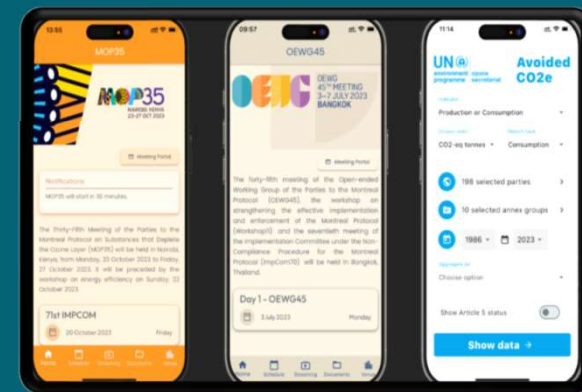 10:55
MOP35
MOP35
NAIROBI, KENYA
23-27 OCT 2023
Meeting Portal
Notifications
MOP35 will start in 36 minutes.
The Thirty-Fifth Meeting of the Parties to the
Montreal Protocol on Substances that Deplete
the Ozone Layer (MOP35) will be held in Nairobi,
Kenya, from Monday, 23 October 2023 to Friday,
27 October 2023. It will be preceded by the
workshop on energy efficiency on Sunday, 22
October 2023
71st IMPCOM
20 October 2023
Friday
Home
Schedule
Streaming
Documents
Venue
09:57
OEWG45
OEWG
OEWG
45TH MEETING
3–7 JULY 2023
BANGKOK
Meeting Portal
The forty-fifth meeting of the Open-ended
Working Group of the Parties to the Montreal
Protocol (OEWG45), the workshop on
strengthening the effective implementation
and enforcement of the Montreal Protocol
(Workshop11) and the seventieth meeting of
the Implementation Committee under the Non-
Compliance Procedure for the Montreal
Protocol (ImpCom70) will be held in Bangkok,
Thailand.
Day 1 - OEWG45
3 July 2023
Monday
Home
Schedule
Streaming
Documents
Venue
11:14
UN
environment
programme
ozone
secretariat
Avoided
CO2e
Production or Consumption
CO2-eq tonnes
Consumption
198 selected parties
10 selected annex groups
1986
2023
Choose option
Show Article 5 status
Show data →